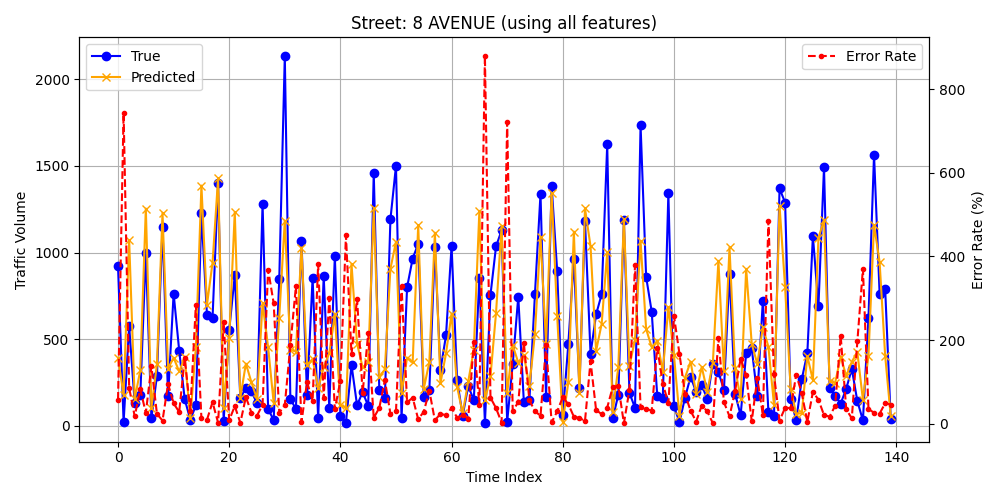 Street: 8 AVENUE (using all features)
True
Predicted
Error Rate
Traffic Volume
Error Rate (%)
2000
1500
1000
500
0
800
600
400
200
0
0 20 40 60 80 100 120 140
Time Index